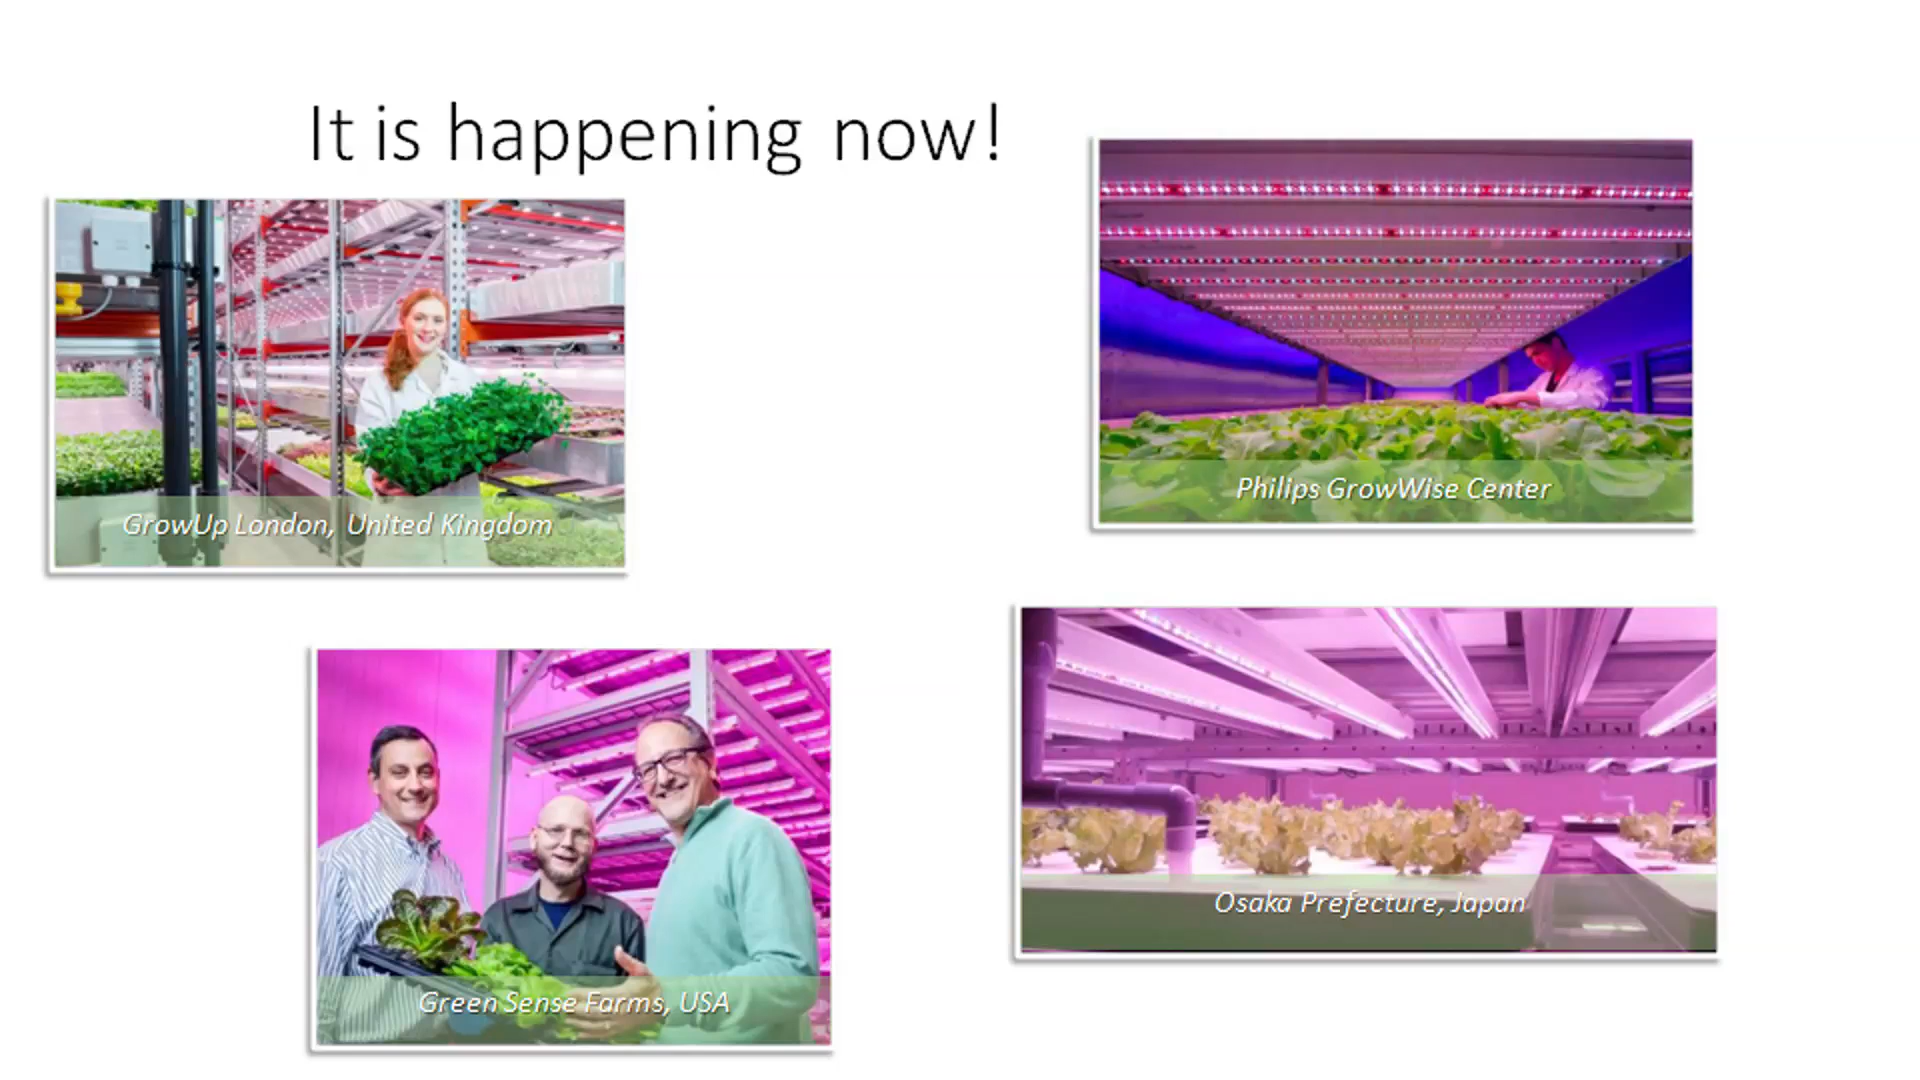 It is happening now!
GrowUp London, United Kingdom
Philips GrowWise Center
Green Sense Farms, USA
Osaka Prefecture, Japan